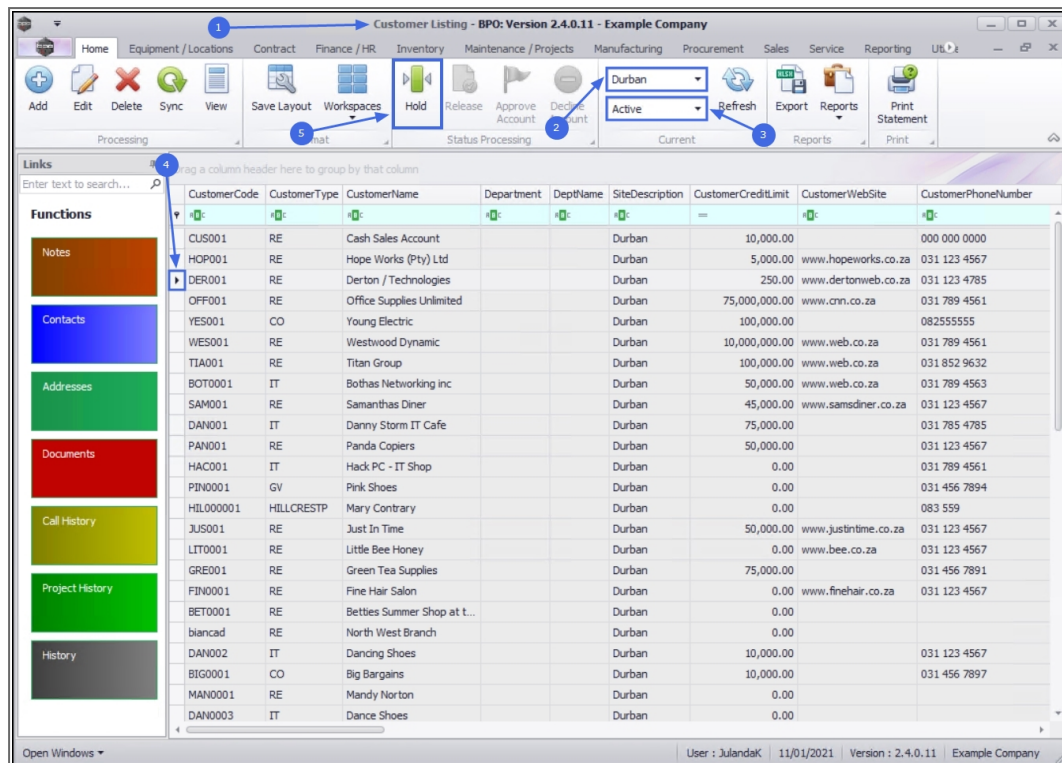 1
Customer Listing - BPO: Version 2.4.0.11 - Example Company
Home Equipment / Locations Contract Finance / HR Inventory Maintenance / Projects Manufacturing Procurement Sales Service Reporting
Add Edit Delete Sync View Save Layout Workspaces Hold Release Approve Account Decline Durban Active Refresh Export Reports Print Statement
5 2 3
Processing Status Processing Current Reports Print
Links 4
Drag a column header here to group by that column
Enter text to search...
CustomerCode CustomerType CustomerName Department DeptName SiteDescription CustomerCreditLimit CustomerWebSite CustomerPhoneNumber
Functions
CUS001 RE Cash Sales Account Durban 10,000.00 000 000 0000
Notes
HOP001 RE Hope Works (Pty) Ltd Durban 5,000.00 www.hopeworks.co.za 031 123 4567
DER001 RE Derton / Technologies Durban 250.00 www.dertonweb.co.za 031 123 4785
OFF001 RE Office Supplies Unlimited Durban 75,000,000.00 www.cnn.co.za 031 789 4561
Contacts
YES001 CO Young Electric Durban 100,000.00 082555555
WES001 RE Westwood Dynamic Durban 10,000,000.00 www.web.co.za 031 789 4561
TIA001 RE Titan Group Durban 100,000.00 www.web.co.za 031 852 9632
Addresses
BOT0001 IT Bothas Networking inc Durban 50,000.00 www.web.co.za 031 789 4563
SAM001 RE Samanthas Diner Durban 45,000.00 www.samsdiner.co.za 031 123 4567
DAN001 IT Danny Storm IT Cafe Durban 75,000.00 031 785 4785
PAN001 RE Panda Copiers Durban 50,000.00 031 123 4567
Documents
HAC001 IT Hack PC - IT Shop Durban 0.00 031 789 4561
PIN0001 GV Pink Shoes Durban 0.00 031 456 7894
HIL000001 HILLCRESTP Mary Contrary Durban 0.00 083 559
Call History
JUS001 RE Just In Time Durban 50,000.00 www.justintime.co.za 031 123 4567
LIT0001 RE Little Bee Honey Durban 0.00 www.bee.co.za 031 123 4567
GRE001 RE Green Tea Supplies Durban 75,000.00 031 456 7891
Project History
FIN0001 RE Fine Hair Salon Durban 0.00 www.finehair.co.za 031 123 4567
BET0001 RE Betties Summer Shop at t... Durban 0.00
biancad RE North West Branch Durban 0.00
History
DAN002 IT Dancing Shoes Durban 10,000.00 031 123 4567
BIG0001 CO Big Bargains Durban 10,000.00 031 456 7897
MAN0001 RE Mandy Norton Durban 0.00
DAN0003 IT Dance Shoes Durban 0.00
Open Windows User : JulandaK 11/01/2021 Version : 2.4.0.11 Example Company